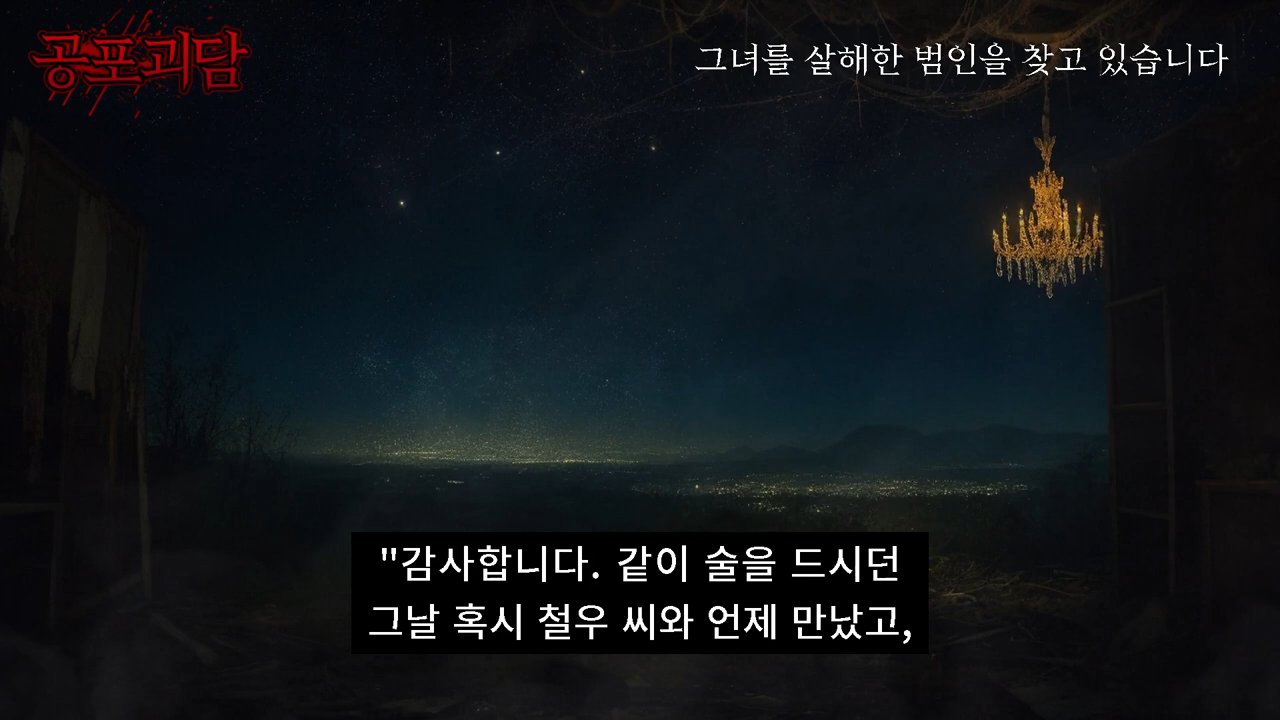 공포괴담
그녀를 살해한 범인을 찾고 있습니다
"감사합니다. 같이 술을 드시던
그날 혹시 철우 씨와 언제 만났고,